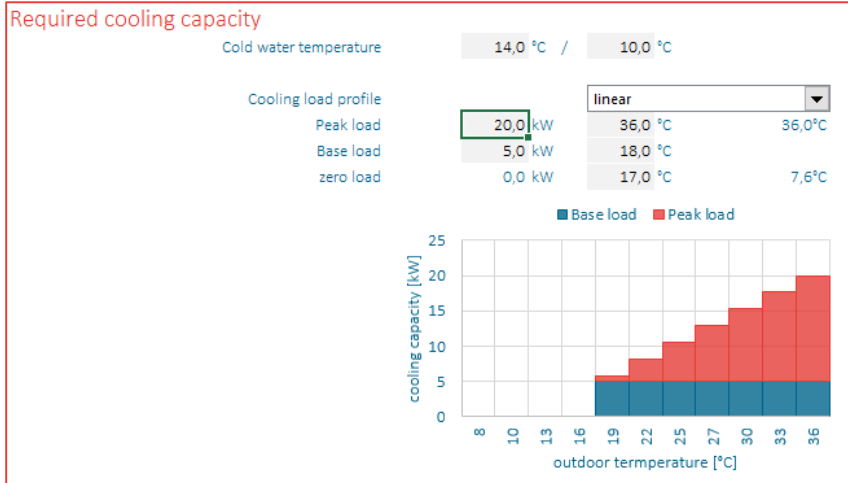 Required cooling capacity
Cold water temperature 14,0 °C / 10,0 °C
Cooling load profile linear
Peak load 20,0 kW 36,0 °C 36,0°C
Base load 5,0 kW 18,0 °C
zero load 0,0 kW 17,0 °C 7,6°C
Base load Peak load
cooling capacity [kW]
25
20
15
10
5
0
8 10 13 16 19 22 25 27 30 33 36
outdoor termperature [°C]